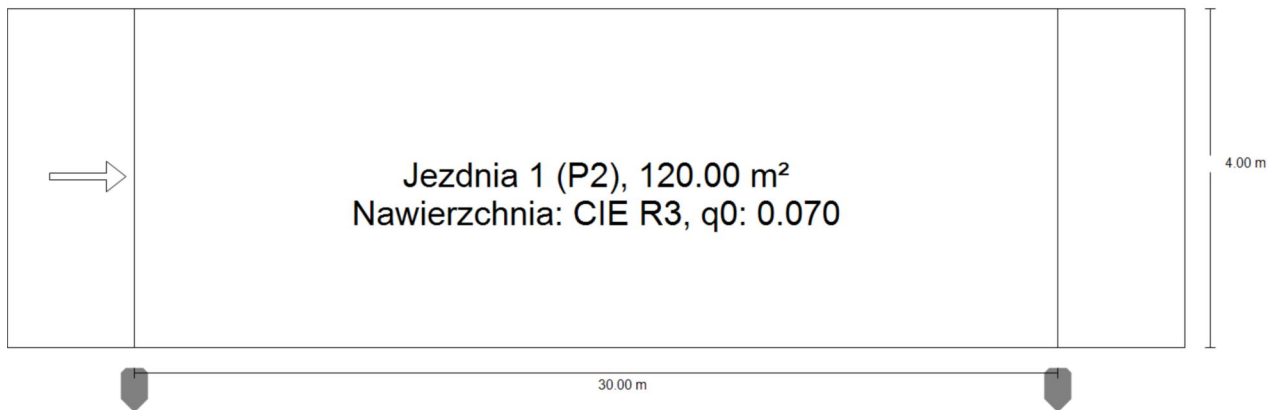 Jezdnia 1 (P2), 120.00 m²
Nawierzchnia: CIE R3, q0: 0.070
4.00 m
30.00 m